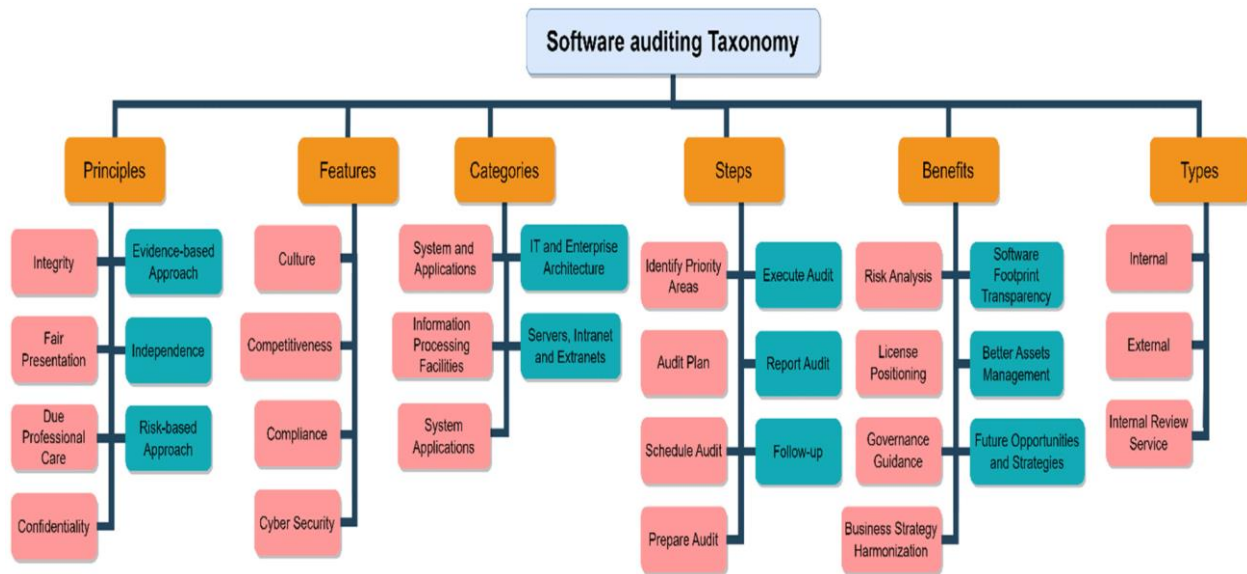 Software auditing Taxonomy
Principles
Features
Categories
Steps
Benefits
Types
Integrity
Evidence-based
Approach
Fair
Presentation
Independence
Due
Professional
Care
Risk-based
Approach
Confidentiality
Culture
Competitiveness
Compliance
Cyber Security
System and
Applications
IT and Enterprise
Architecture
Information
Processing
Facilities
Servers, Intranet
and Extranets
System
Applications
Identify Priority
Areas
Execute Audit
Audit Plan
Report Audit
Schedule Audit
Follow-up
Prepare Audit
Risk Analysis
Software
Footprint
Transparency
License
Positioning
Better Assets
Management
Governance
Guidance
Future Opportunities
and Strategies
Business Strategy
Harmonization
Internal
External
Internal Review
Service